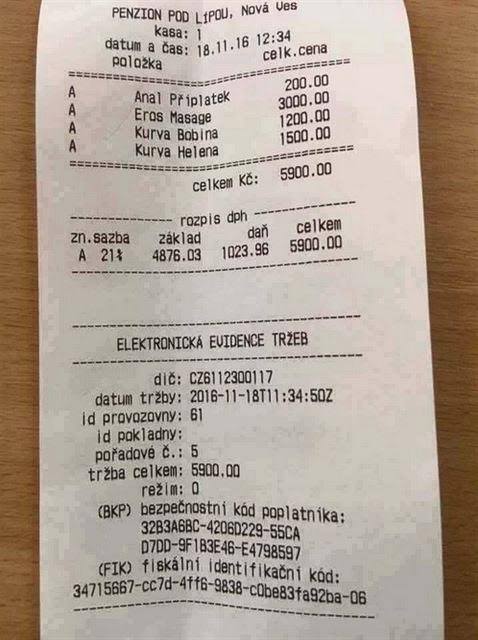 PENZION POD LÍPOU, Nová Ves
kasa: 1
datum a čas: 18.11.16 12:34
položka celk.cena
A Anal Příplatek 200.00
A Eros Masage 3000.00
A Kurva Bobina 1200.00
A Kurva Helena 1500.00
celkem Kč: 5900.00
rozpis dph
zn.sazba základ daň celkem
A 21% 4876.03 1023.96 5900.00
ELEKTRONICKÁ EVIDENCE TRŽEB
dič: CZ6112300117
datum tržby: 2016-11-18T11:34:50Z
id provozovny: 61
id pokladny:
pořadové č.: 5
tržba celkem: 5900.00
režim: 0
(BKP) bezpečnostní kód poplatníka:
32B3A6BC-4206D229-55CA
D7DD-9F1B3E46-E4798597
(FIK) fiskální identifikační kód:
34715667-cc7d-4ff6-9838-c0be83fa92ba-06